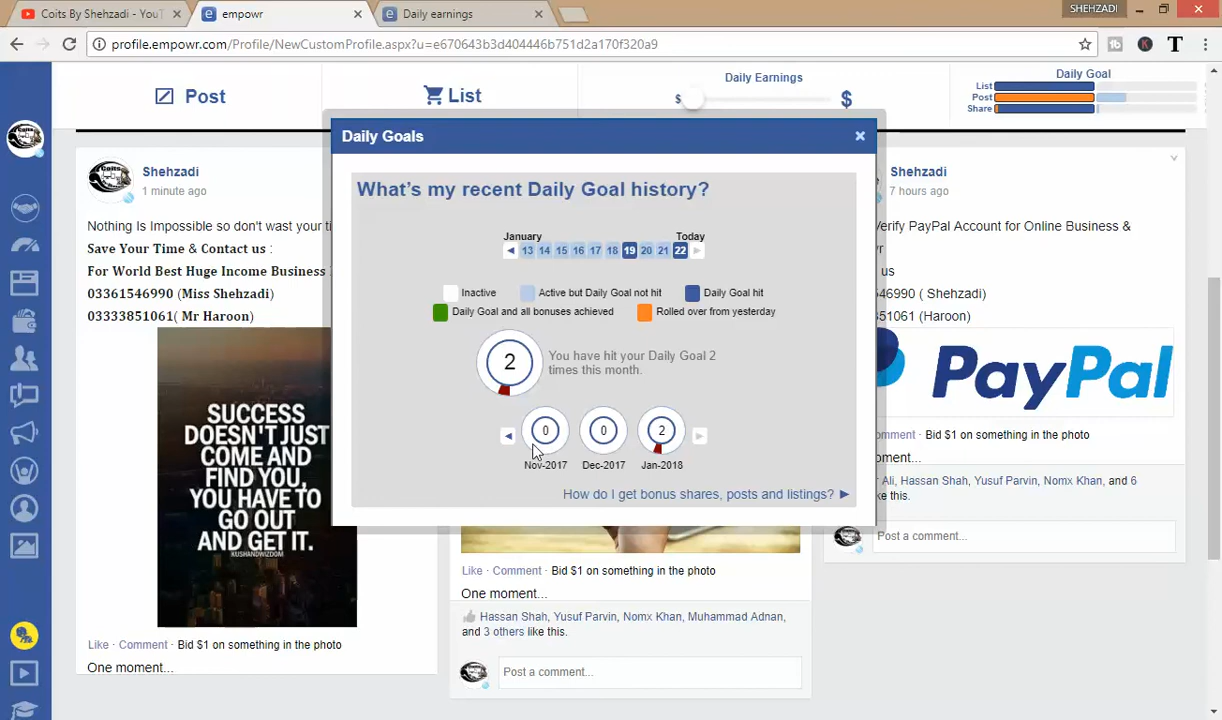 Coits By Shehzadi - YouT
empowr
Daily earnings
SHEHZADI
profile.empowr.com/Profile/NewCustomProfile.aspx?u=e670643b3d404446b751d2a170f320a9
Post
List
Daily Earnings
$ $
Daily Goal
List
Post
Share
Daily Goals
What's my recent Daily Goal history?
January Today
13 14 15 16 17 18 19 20 21 22
Inactive Active but Daily Goal not hit Daily Goal hit
Daily Goal and all bonuses achieved Rolled over from yesterday
2
You have hit your Daily Goal 2
times this month.
0 0 2
Nov-2017 Dec-2017 Jan-2018
How do I get bonus shares, posts and listings?
Shehzadi
1 minute ago
Nothing Is Impossible so don't wast your ti
Save Your Time & Contact us :
For World Best Huge Income Business
03361546990 (Miss Shehzadi)
03333851061( Mr Haroon)
SUCCESS
DOESN'T JUST
COME AND
FIND YOU,
YOU HAVE TO
GO OUT
AND GET IT.
KUSHANDWIZDOM
Like · Comment · Bid $1 on something in the photo
One moment...
Like · Comment · Bid $1 on something in the photo
One moment...
Hassan Shah, Yusuf Parvin, Nomx Khan, Muhammad Adnan,
and 3 others like this.
Post a comment...
Shehzadi
7 hours ago
Verify PayPal Account for Online Business &
us
46990 ( Shehzadi)
851061 (Haroon)
PayPal
mment · Bid $1 on something in the photo
oment...
Ali, Hassan Shah, Yusuf Parvin, Nomx Khan, and 6
ke this.
Post a comment...